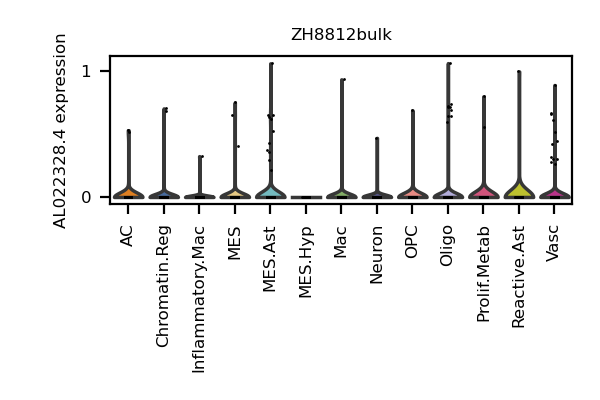 ZH8812bulk
AL022328.4 expression
1
0
AC
Chromatin.Reg
Inflammatory.Mac
MES
MES.Ast
MES.Hyp
Mac
Neuron
OPC
Oligo
Prolif.Metab
Reactive.Ast
Vasc